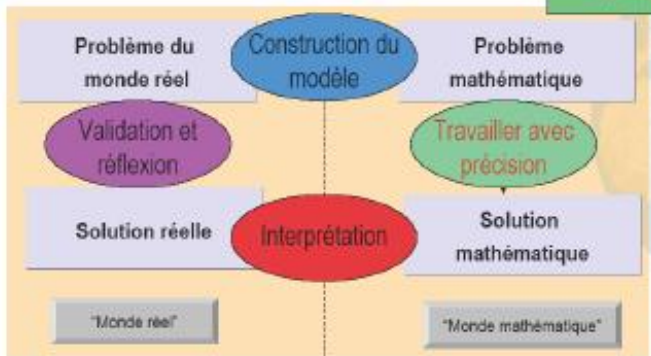 Problème du
monde réel
Construction du
modèle
Problème
mathématique
Validation et
réflexion
Travailler avec
précision
Solution réelle
Interprétation
Solution
mathématique
"Monde réel"
"Monde mathématique"